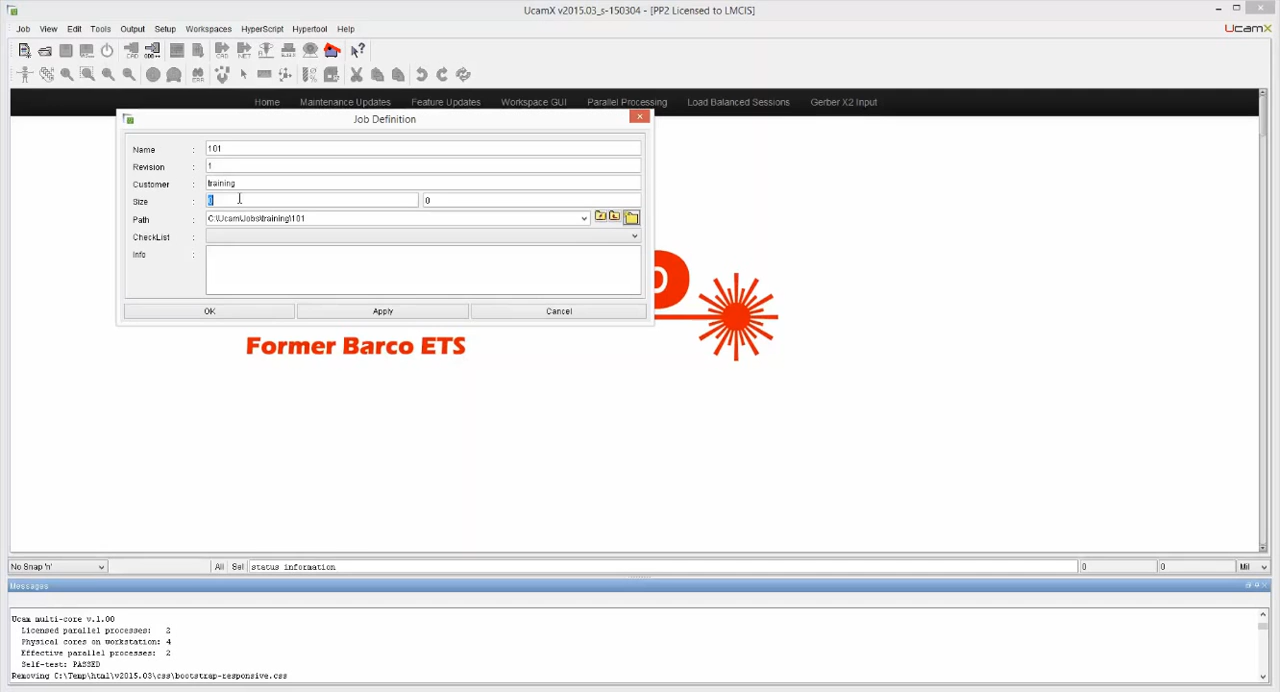 UcamX v2015.03_s-150304 - [PP2 Licensed to LMCIS]
Job View Edit Tools Output Setup Workspaces HyperScript Hypertool Help
UCamX
Home Maintenance Updates Feature Updates Workspace GUI Parallel Processing Load Balanced Sessions Gerber X2 Input
Job Definition
Name : 101
Revision : 1
Customer : training
Size : 0 0
Path : C:\Ucam\Jobs\training\101
CheckList :
Info :
OK Apply Cancel
Former Barco ETS
No Snap 'n' All Sel status information 0 0 Mil
Messages
Ucam multi-core v.1.00
Licensed parallel processes: 2
Physical cores on workstation: 4
Effective parallel processes: 2
Self-test: PASSED
Removing C:\Temp\html\v2015.03\css\bootstrap-responsive.css